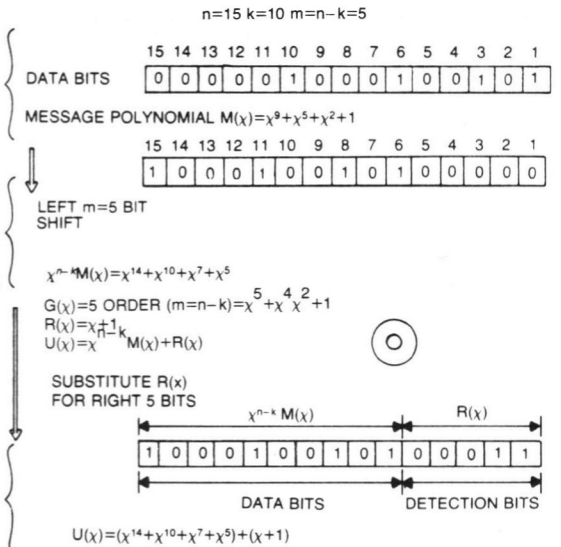 n=15 k=10 m=n-k=5
15 14 13 12 11 10 9 8 7 6 5 4 3 2 1
DATA BITS 0 0 0 0 0 1 0 0 0 1 0 0 1 0 1
MESSAGE POLYNOMIAL M(χ)=χ⁹+χ⁵+χ²+1
15 14 13 12 11 10 9 8 7 6 5 4 3 2 1
1 0 0 0 1 0 0 1 0 1 0 0 0 0 0
LEFT m=5 BIT
SHIFT
χⁿ⁻ᵏM(χ)=χ¹⁴+χ¹⁰+χ⁷+χ⁵
G(χ)=5 ORDER (m=n-k)=χ⁵+χ⁴χ²+1
R(χ)=χ+1
U(χ)=χⁿ⁻ᵏM(χ)+R(χ)
SUBSTITUTE R(x)
FOR RIGHT 5 BITS
χⁿ⁻ᵏ M(χ) R(χ)
1 0 0 0 1 0 0 1 0 1 0 0 0 1 1
DATA BITS DETECTION BITS
U(χ)=(χ¹⁴+χ¹⁰+χ⁷+χ⁵)+(χ+1)